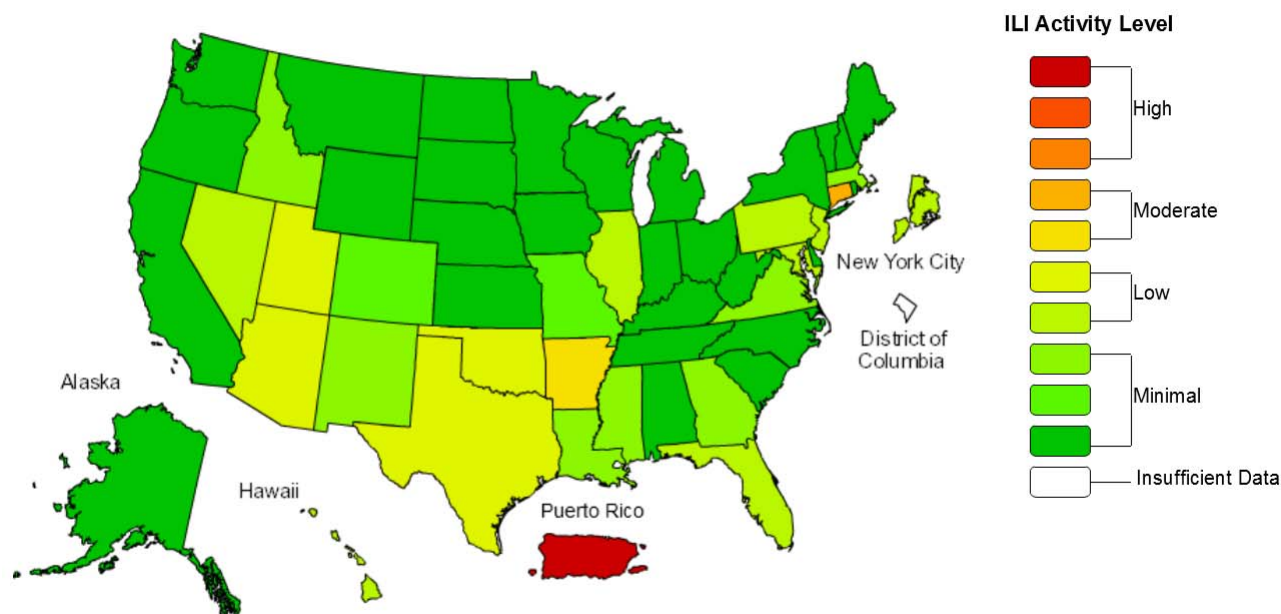 ILI Activity Level
High
Moderate
Low
Minimal
Insufficient Data
New York City
District of
Columbia
Alaska
Hawaii
Puerto Rico